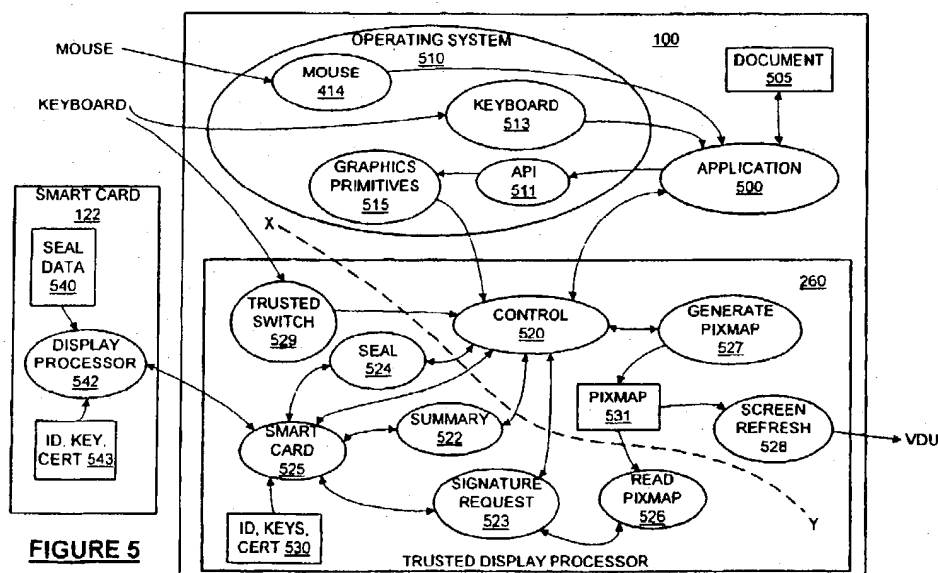 OPERATING SYSTEM
510
100
MOUSE
MOUSE
414
DOCUMENT
505
KEYBOARD
KEYBOARD
513
GRAPHICS
PRIMITIVES
515
API
511
APPLICATION
500
SMART CARD
122
SEAL
DATA
540
DISPLAY
PROCESSOR
542
ID, KEY,
CERT 543
X
260
TRUSTED
SWITCH
529
CONTROL
520
GENERATE
PIXMAP
527
SEAL
524
PIXMAP
531
SCREEN
REFRESH
528
VDU
SMART
CARD
525
SUMMARY
522
SIGNATURE
REQUEST
523
READ
PIXMAP
526
Y
ID, KEYS,
CERT 530
TRUSTED DISPLAY PROCESSOR
FIGURE 5